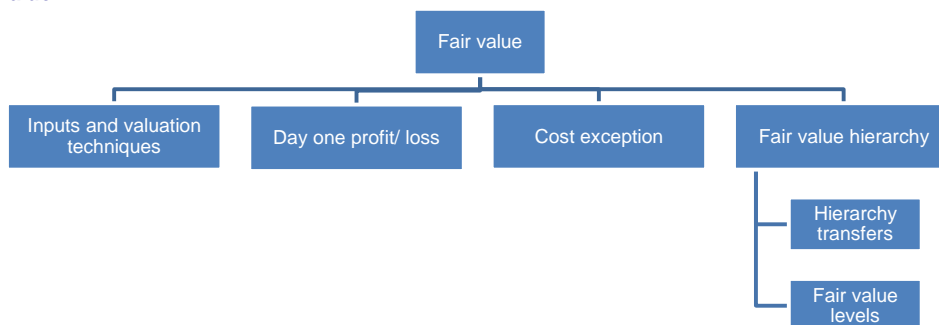 Fair value
Inputs and valuation
techniques
Day one profit/ loss
Cost exception
Fair value hierarchy
Hierarchy
transfers
Fair value
levels